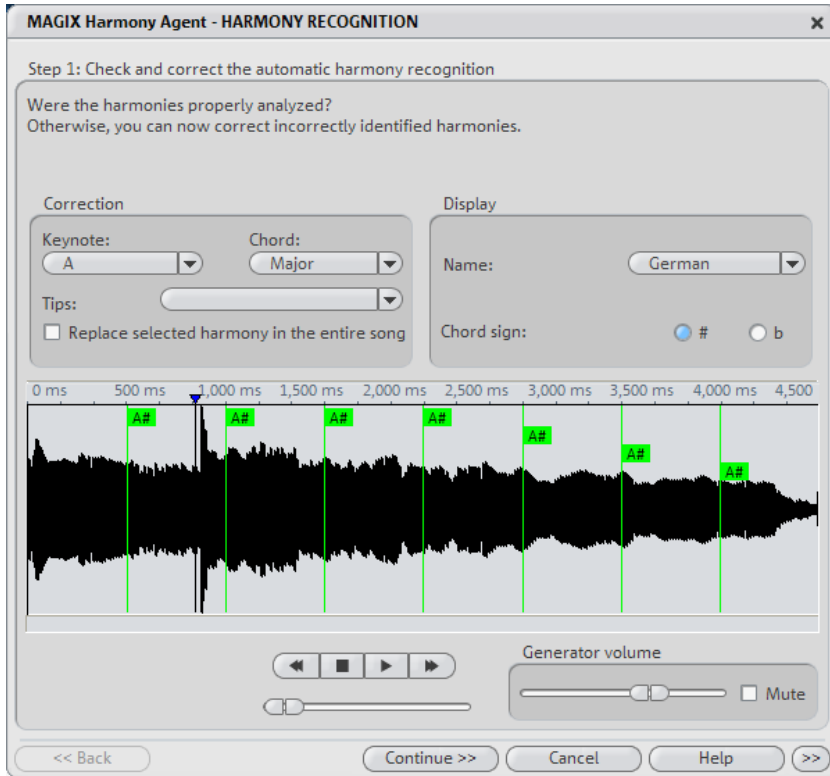 MAGIX Harmony Agent - HARMONY RECOGNITION
Step 1: Check and correct the automatic harmony recognition
Were the harmonies properly analyzed?
Otherwise, you can now correct incorrectly identified harmonies.
Correction
Display
Keynote:
Chord:
A
Major
Name:
German
Tips:
Replace selected harmony in the entire song
Chord sign:
#
b
0 ms 500 ms 1,000 ms 1,500 ms 2,000 ms 2,500 ms 3,000 ms 3,500 ms 4,000 ms 4,500
A# A# A# A# A# A# A#
Generator volume
Mute
<< Back
Continue >>
Cancel
Help
>>